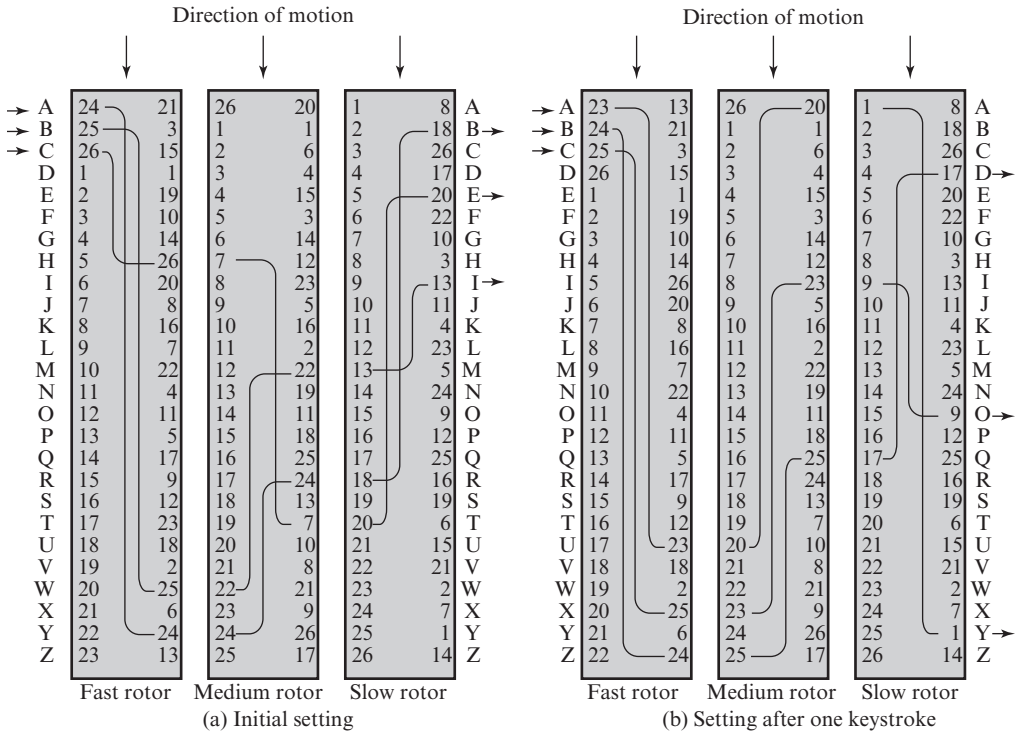 Direction of motion
A 24 21 26 20 1 8 A
B 25 3 1 1 2 18 B
C 26 15 2 6 3 26 C
D 1 1 3 4 4 17 D
E 2 19 4 15 5 20 E
F 3 10 5 3 6 22 F
G 4 14 6 14 7 10 G
H 5 26 7 12 8 3 H
I 6 20 8 23 9 13 I
J 7 8 9 5 10 11 J
K 8 16 10 16 11 4 K
L 9 7 11 2 12 23 L
M 10 22 12 22 13 5 M
N 11 4 13 19 14 24 N
O 12 11 14 11 15 9 O
P 13 5 15 18 16 12 P
Q 14 17 16 25 17 25 Q
R 15 9 17 24 18 16 R
S 16 12 18 13 19 19 S
T 17 23 19 7 20 6 T
U 18 18 20 10 21 15 U
V 19 2 21 8 22 21 V
W 20 25 22 21 23 2 W
X 21 6 23 9 24 7 X
Y 22 24 24 26 25 1 Y
Z 23 13 25 17 26 14 Z
Fast rotor Medium rotor Slow rotor
(a) Initial setting
Direction of motion
A 23 13 26 20 1 8 A
B 24 21 1 1 2 18 B
C 25 3 2 6 3 26 C
D 26 15 3 4 4 17 D
E 1 1 4 15 5 20 E
F 2 19 5 3 6 22 F
G 3 10 6 14 7 10 G
H 4 14 7 12 8 3 H
I 5 26 8 23 9 13 I
J 6 20 9 5 10 11 J
K 7 8 10 16 11 4 K
L 8 16 11 2 12 23 L
M 9 7 12 22 13 5 M
N 10 22 13 19 14 24 N
O 11 4 14 11 15 9 O
P 12 11 15 18 16 12 P
Q 13 5 16 25 17 25 Q
R 14 17 17 24 18 16 R
S 15 9 18 13 19 19 S
T 16 12 19 7 20 6 T
U 17 23 20 10 21 15 U
V 18 18 21 8 22 21 V
W 19 2 22 21 23 2 W
X 20 25 23 9 24 7 X
Y 21 6 24 26 25 1 Y
Z 22 24 25 17 26 14 Z
Fast rotor Medium rotor Slow rotor
(b) Setting after one keystroke